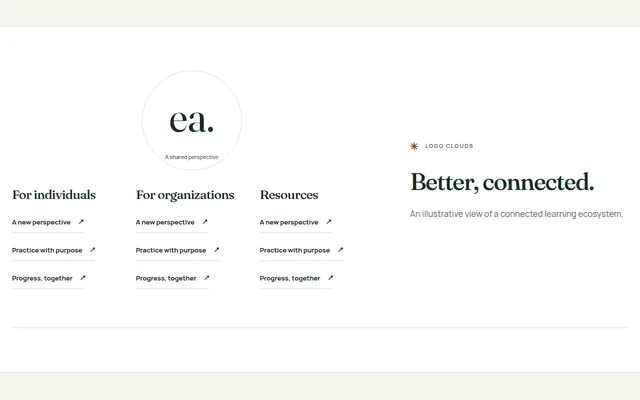 ea.
A shared perspective
For individuals
A new perspective ↗
Practice with purpose ↗
Progress, together ↗
For organizations
A new perspective ↗
Practice with purpose ↗
Progress, together ↗
Resources
A new perspective ↗
Practice with purpose ↗
Progress, together ↗
LOGO CLOUDS
Better, connected.
An illustrative view of a connected learning ecosystem.